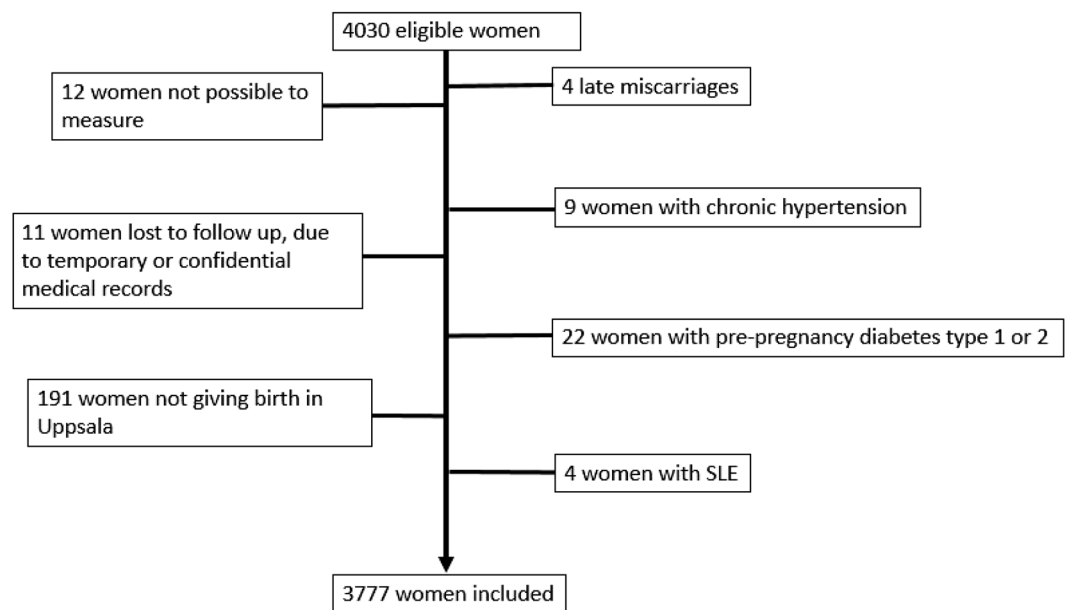 4030 eligible women
4 late miscarriages
12 women not possible to
measure
9 women with chronic hypertension
11 women lost to follow up, due
to temporary or confidential
medical records
22 women with pre-pregnancy diabetes type 1 or 2
191 women not giving birth in
Uppsala
4 women with SLE
3777 women included